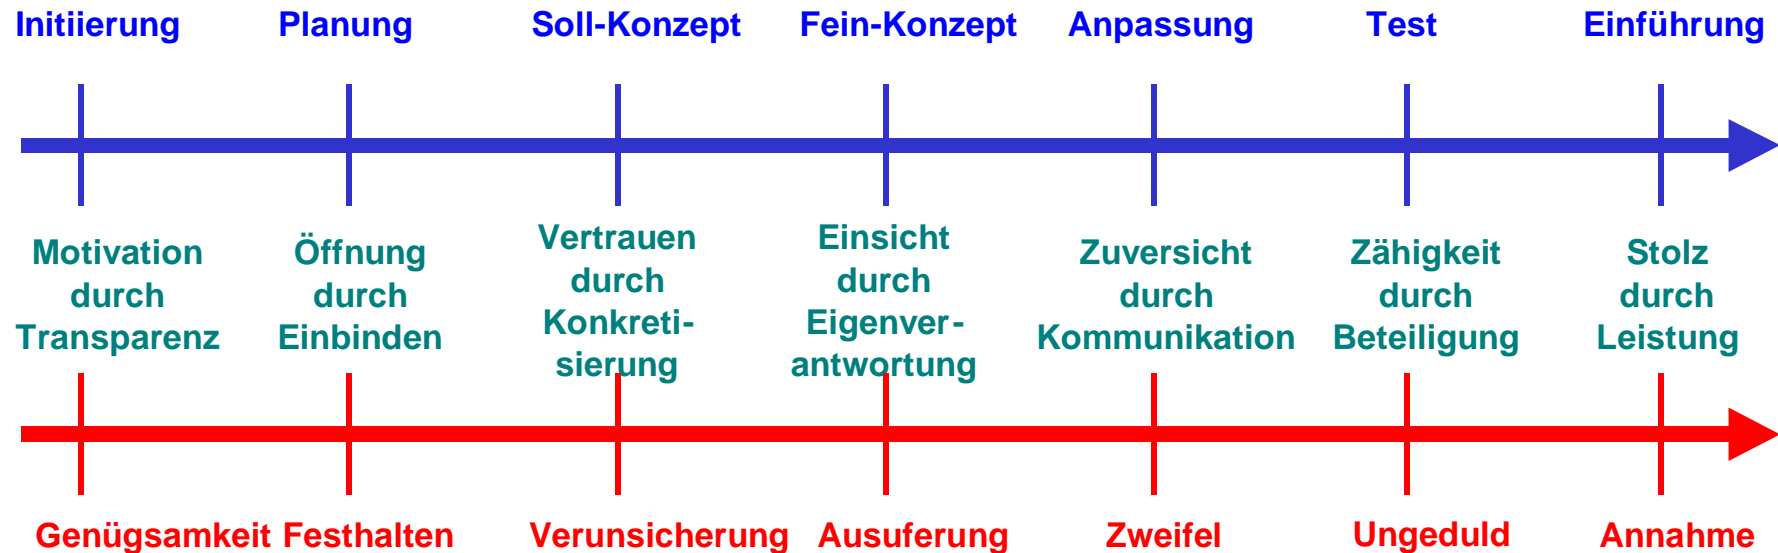 Initiierung Planung Soll-Konzept Fein-Konzept Anpassung Test Einführung
Motivation
durch
Transparenz
Öffnung
durch
Einbinden
Vertrauen
durch
Konkreti-
sierung
Einsicht
durch
Eigenver-
antwortung
Zuversicht
durch
Kommunikation
Zähigkeit
durch
Beteiligung
Stolz
durch
Leistung
Genügsamkeit Festhalten Verunsicherung Ausuferung Zweifel Ungeduld Annahme